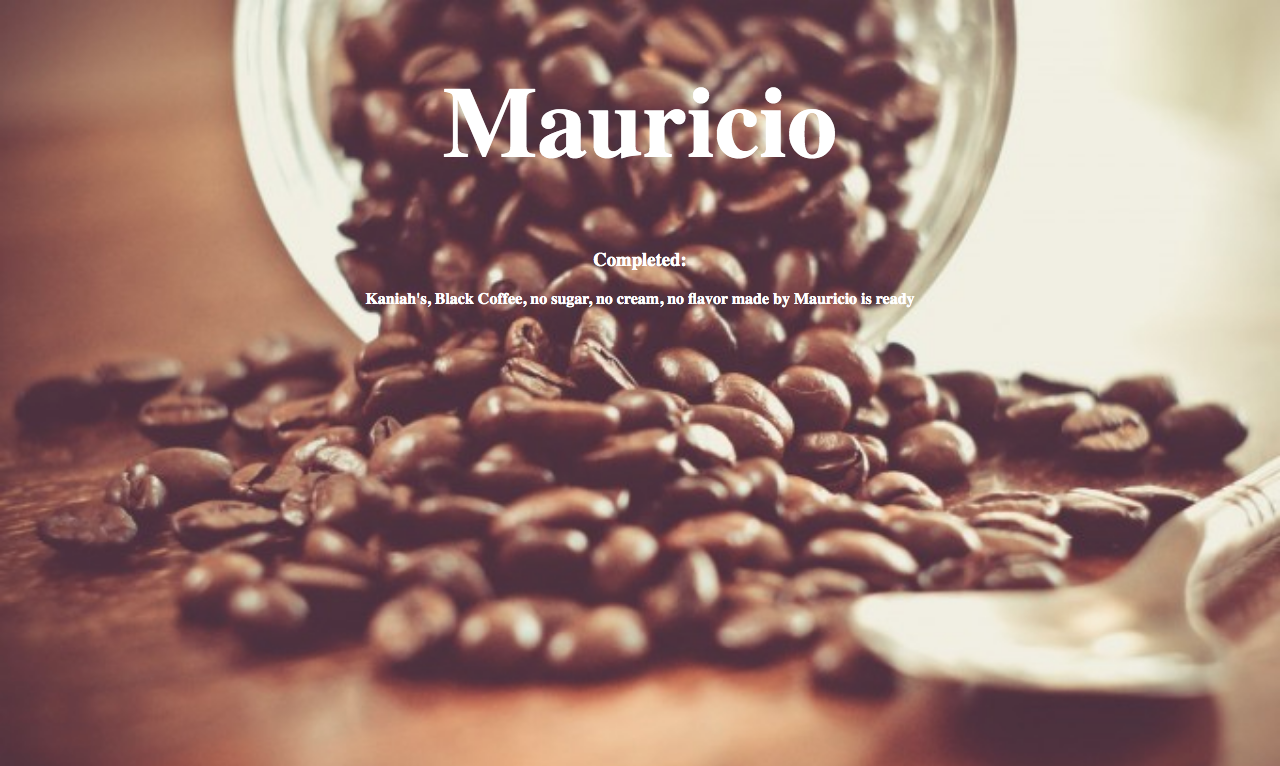 Mauricio
Completed:
Kaniah's, Black Coffee, no sugar, no cream, no flavor made by Mauricio is ready